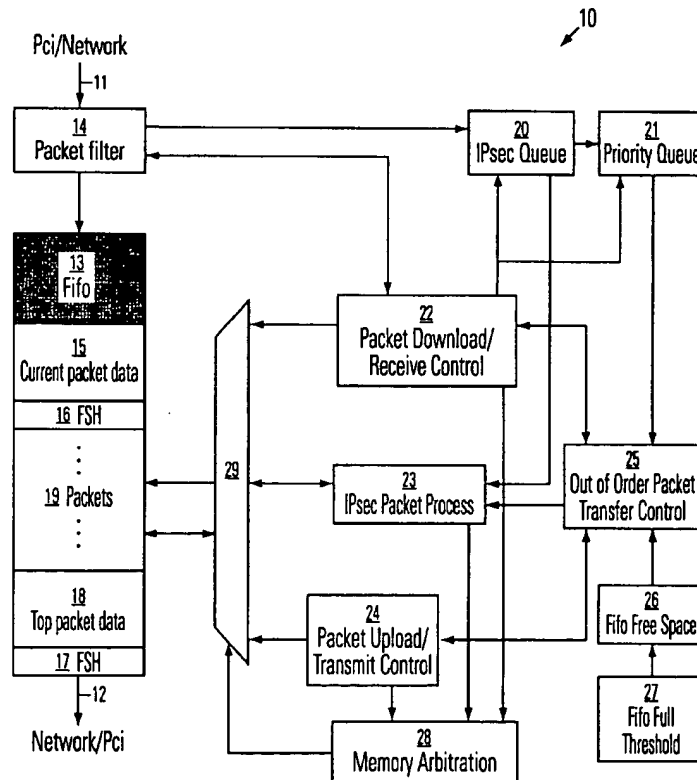 10
Pci/Network
11
14
Packet filter
20
IPsec Queue
21
Priority Queue
13
Fifo
22
Packet Download/
Receive Control
15
Current packet data
16 FSH
19 Packets
29
23
IPsec Packet Process
25
Out of Order Packet
Transfer Control
18
Top packet data
24
Packet Upload/
Transmit Control
26
Fifo Free Space
17 FSH
12
Network/Pci
28
Memory Arbitration
27
Fifo Full
Threshold